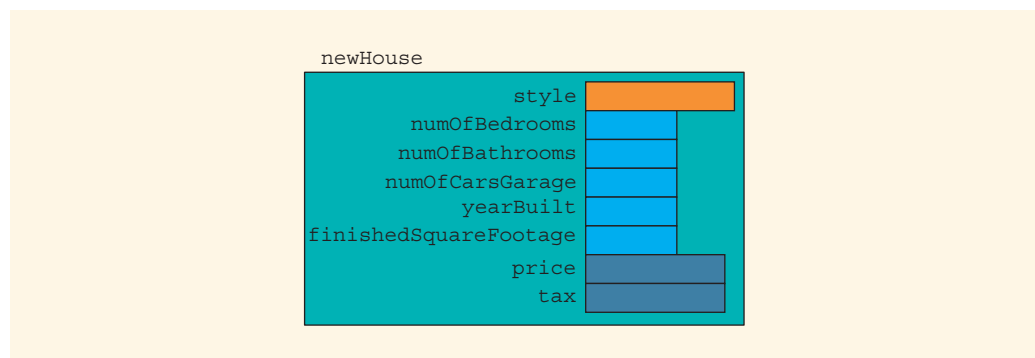 newHouse
style
numOfBedrooms
numOfBathrooms
numOfCarsGarage
yearBuilt
finishedSquareFootage
price
tax